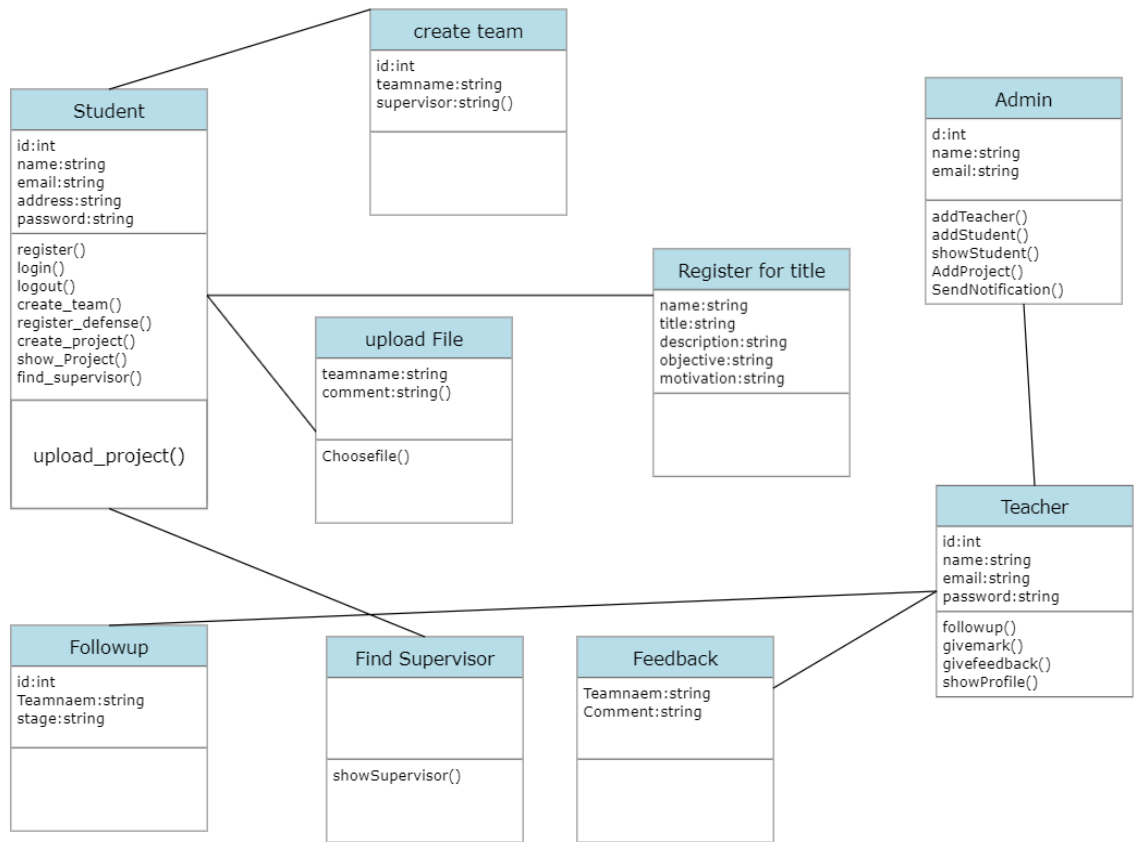 create team
id:int
teamname:string
supervisor:string()
Student
id:int
name:string
email:string
address:string
password:string
register()
login()
logout()
create_team()
register_defense()
create_project()
show_Project()
find_supervisor()
upload_project()
Admin
d:int
name:string
email:string
addTeacher()
addStudent()
showStudent()
AddProject()
SendNotification()
Register for title
name:string
title:string
description:string
objective:string
motivation:string
upload File
teamname:string
comment:string()
Choosefile()
Teacher
id:int
name:string
email:string
password:string
followup()
givemark()
givefeedback()
showProfile()
Followup
id:int
Teamnaem:string
stage:string
Find Supervisor
showSupervisor()
Feedback
Teamnaem:string
Comment:string